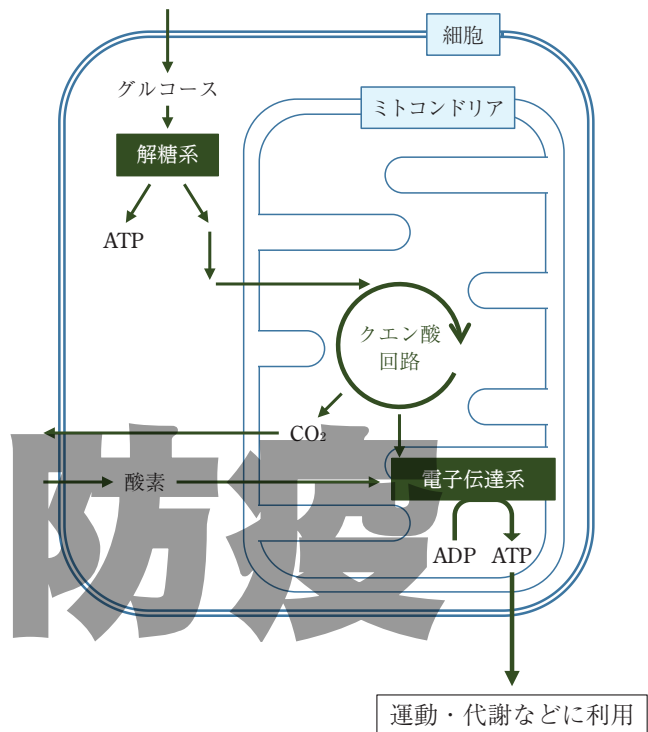 細胞
グルコース
ミトコンドリア
解糖系
ATP
クエン酸
回路
CO₂
酸素
電子伝達系
ADP ATP
防疫
運動・代謝などに利用